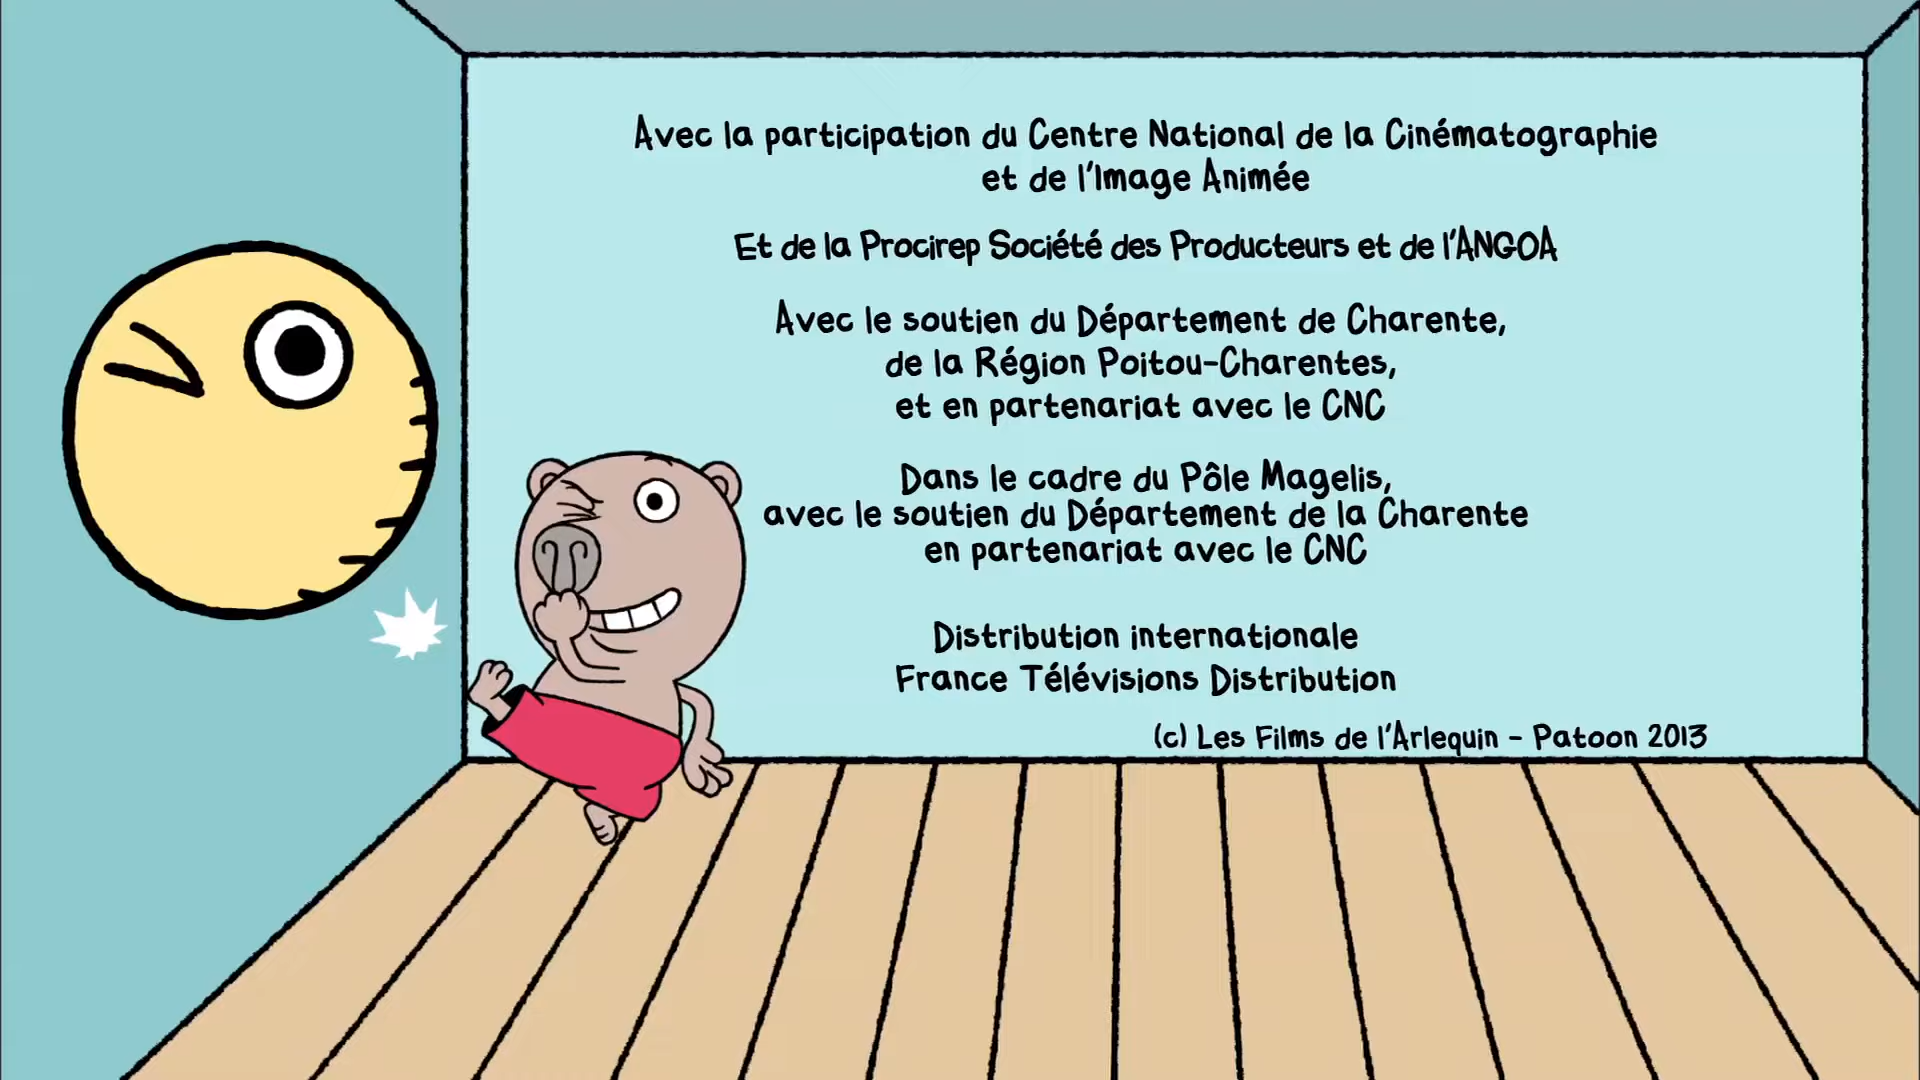 Avec la participation du Centre National de la Cinématographie
et de l'Image Animée
Et de la Procirep Société des Producteurs et de l'ANGOA
Avec le soutien du Département de Charente,
de la Région Poitou-Charentes,
et en partenariat avec le CNC
Dans le cadre du Pôle Magelis,
avec le soutien du Département de la Charente
en partenariat avec le CNC
Distribution internationale
France Télévisions Distribution
(c) Les Films de l'Arlequin - Patoon 2013